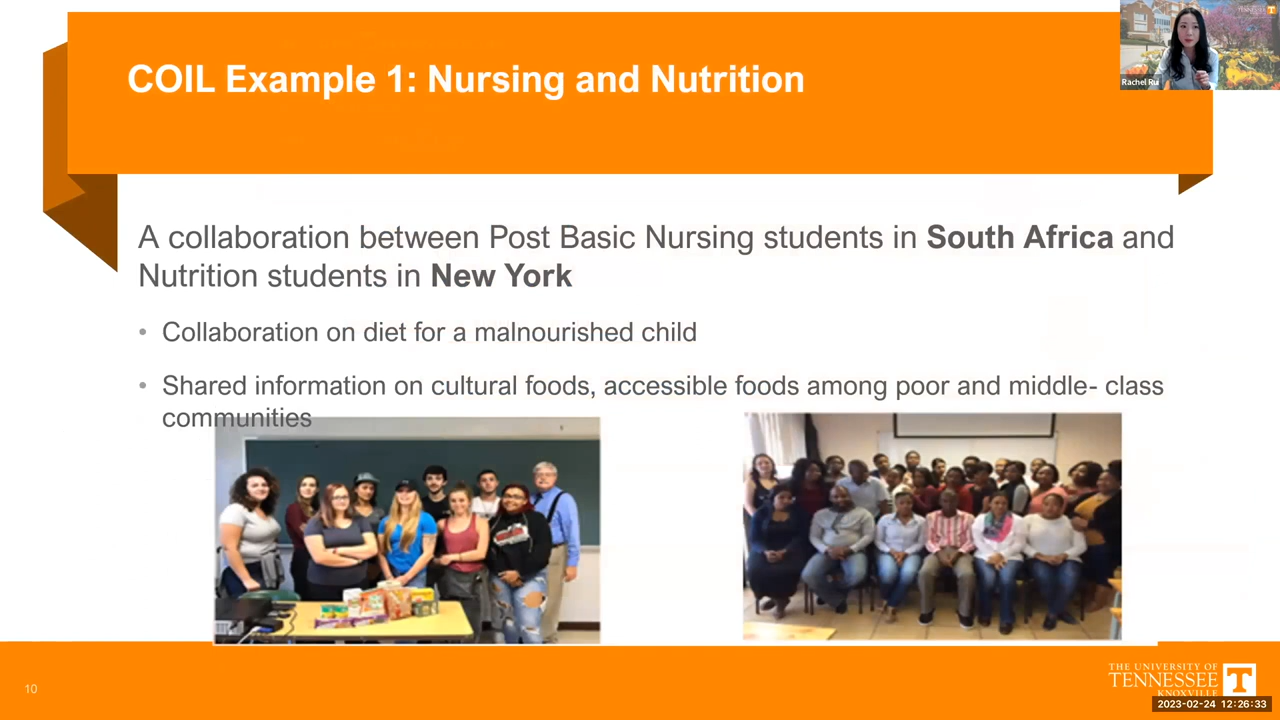 COIL Example 1: Nursing and Nutrition
Rachel Rui
A collaboration between Post Basic Nursing students in South Africa and
Nutrition students in New York
• Collaboration on diet for a malnourished child
• Shared information on cultural foods, accessible foods among poor and middle- class
communities
10
THE UNIVERSITY OF
TENNESSEE
KNOXVILLE
2023-02-24 12:26:33